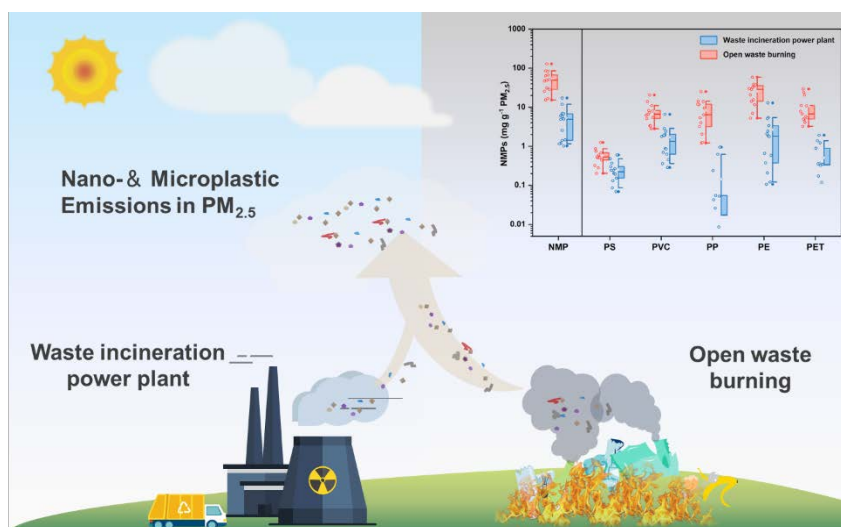 Nano-& Microplastic
Emissions in PM2.5
Waste incineration
power plant
Open waste
burning
NMPs (mg g-1 PM2.5)
1000
100
10
1
0.1
0.01
Waste incineration power plant
Open waste burning
NMP PS PVC PP PE PET